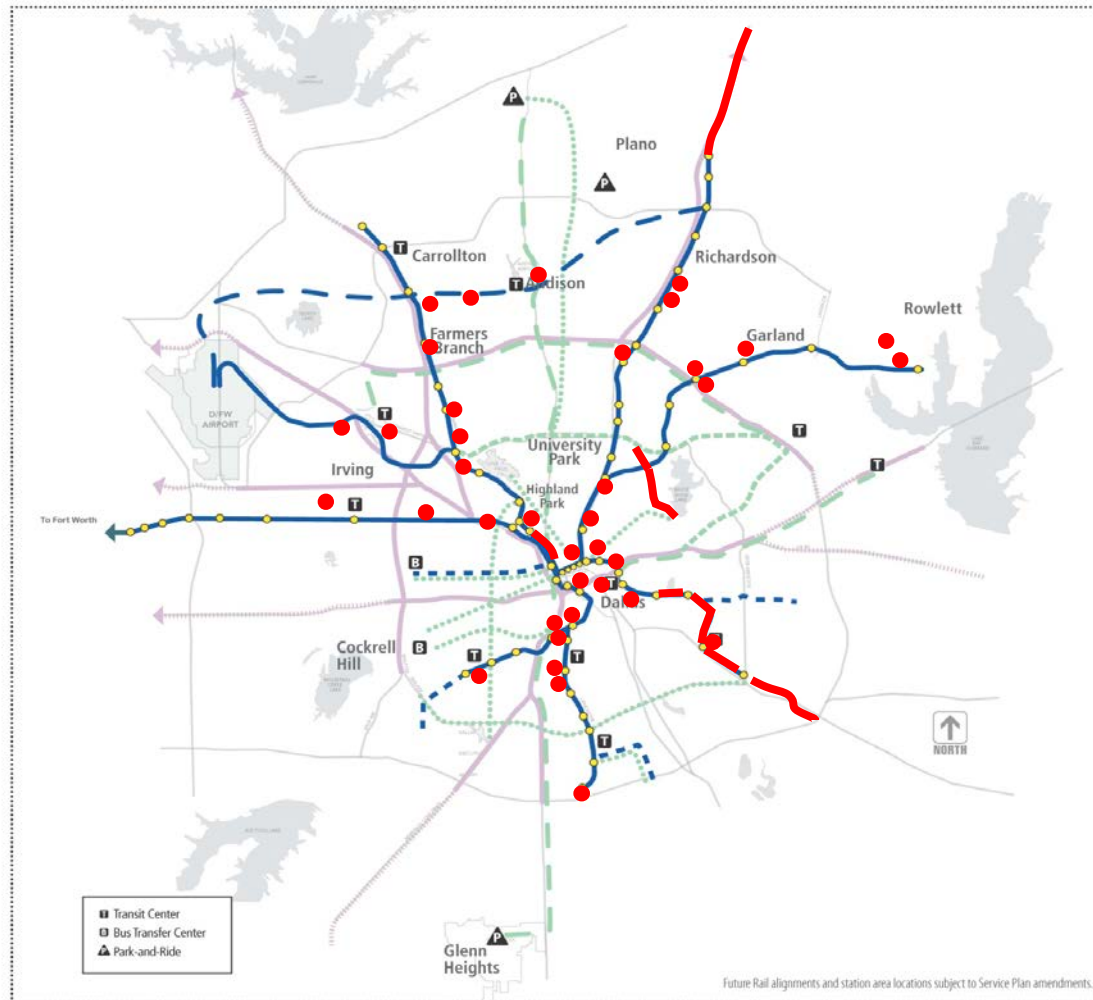 P
Plano
P
T
Carrollton
Richardson
T
Addison
Rowlett
Farmers
Branch
Garland
D/FW
AIRPORT
T
T
University
Park
T
Irving
Highland
Park
T
To Fort Worth
B
T
Dallas
Cockrell
Hill
B
T
T
T
NORTH
T Transit Center
B Bus Transfer Center
P Park-and-Ride
P
Glenn
Heights
Future Rail alignments and station area locations subject to Service Plan amendments.